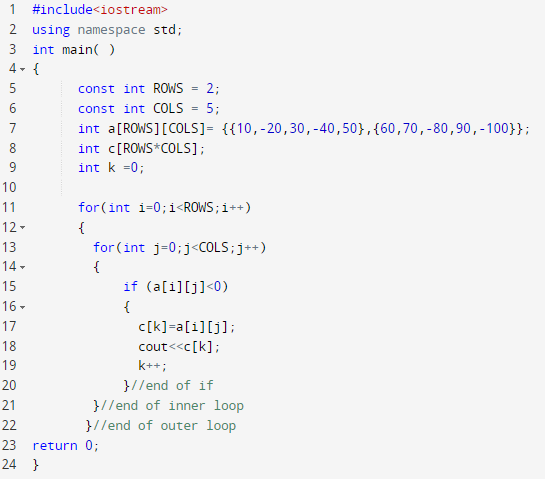 1 #include<iostream>
2 using namespace std;
3 int main( )
4 {
5 const int ROWS = 2;
6 const int COLS = 5;
7 int a[ROWS][COLS]= {{10,-20,30,-40,50},{60,70,-80,90,-100}};
8 int c[ROWS*COLS];
9 int k =0;
10
11 for(int i=0;i<ROWS;i++)
12 {
13 for(int j=0;j<COLS;j++)
14 {
15 if (a[i][j]<0)
16 {
17 c[k]=a[i][j];
18 cout<<c[k];
19 k++;
20 }//end of if
21 }//end of inner loop
22 }//end of outer loop
23 return 0;
24 }